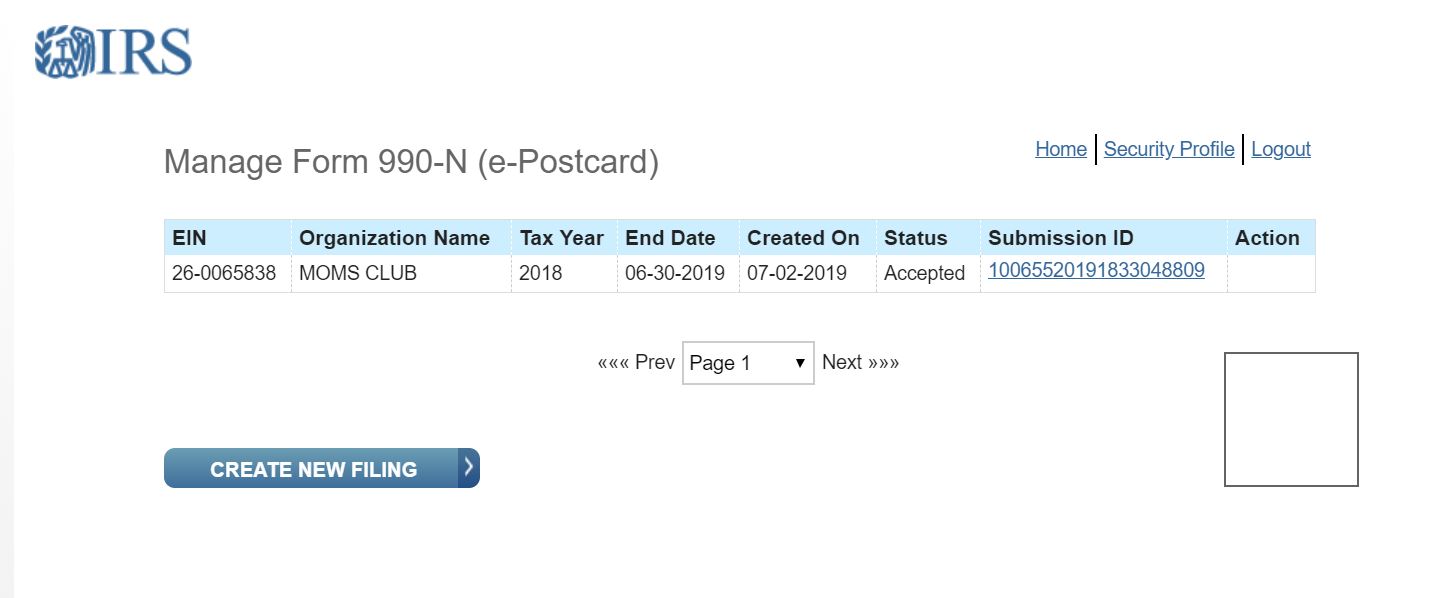 IRS
Home Security Profile Logout
Manage Form 990-N (e-Postcard)
EIN Organization Name Tax Year End Date Created On Status Submission ID Action
26-0065838 MOMS CLUB 2018 06-30-2019 07-02-2019 Accepted 10065520191833048809
««« Prev Page 1 ▼ Next »»»
CREATE NEW FILING